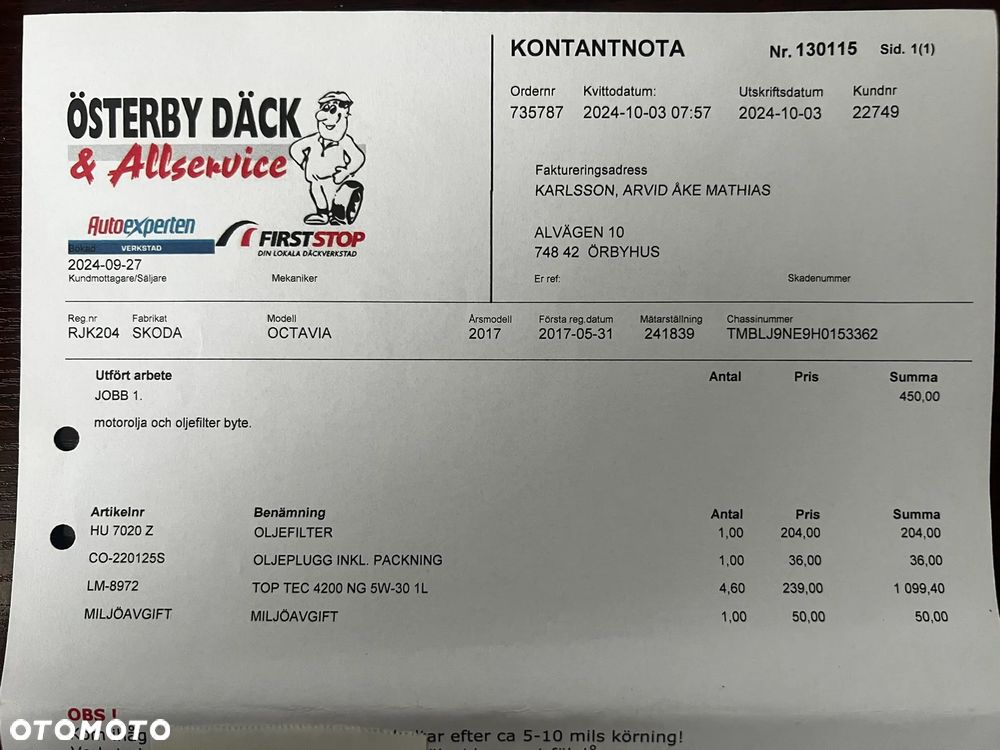 KONTANTNOTA Nr. 130115 Sid. 1(1)
Ordernr Kvittodatum: Utskriftsdatum Kundnr
735787 2024-10-03 07:57 2024-10-03 22749
ÖSTERBY DÄCK
& Allservice
Autoexperten
VERKSTAD
FIRSTSTOP
DIN LOKALA DÄCKVERKSTAD
Faktureringsadress
KARLSSON, ARVID ÅKE MATHIAS
ALVÄGEN 10
748 42 ÖRBYHUS
Bokad
2024-09-27
Kundmottagare/Säljare Mekaniker Er ref: Skadenummer
Reg.nr Fabrikat Modell Årsmodell Första reg.datum Mätarställning Chassinummer
RJK204 SKODA OCTAVIA 2017 2017-05-31 241839 TMBLJ9NE9H0153362
Utfört arbete Antal Pris Summa
JOBB 1. 450,00
motorolja och oljefilter byte.
Artikelnr Benämning Antal Pris Summa
HU 7020 Z OLJEFILTER 1,00 204,00 204,00
CO-220125S OLJEPLUGG INKL. PACKNING 1,00 36,00 36,00
LM-8972 TOP TEC 4200 NG 5W-30 1L 4,60 239,00 1 099,40
MILJÖAVGIFT MILJÖAVGIFT 1,00 50,00 50,00
OBS !
efter ca 5-10 mils körning!
OTOMOTO